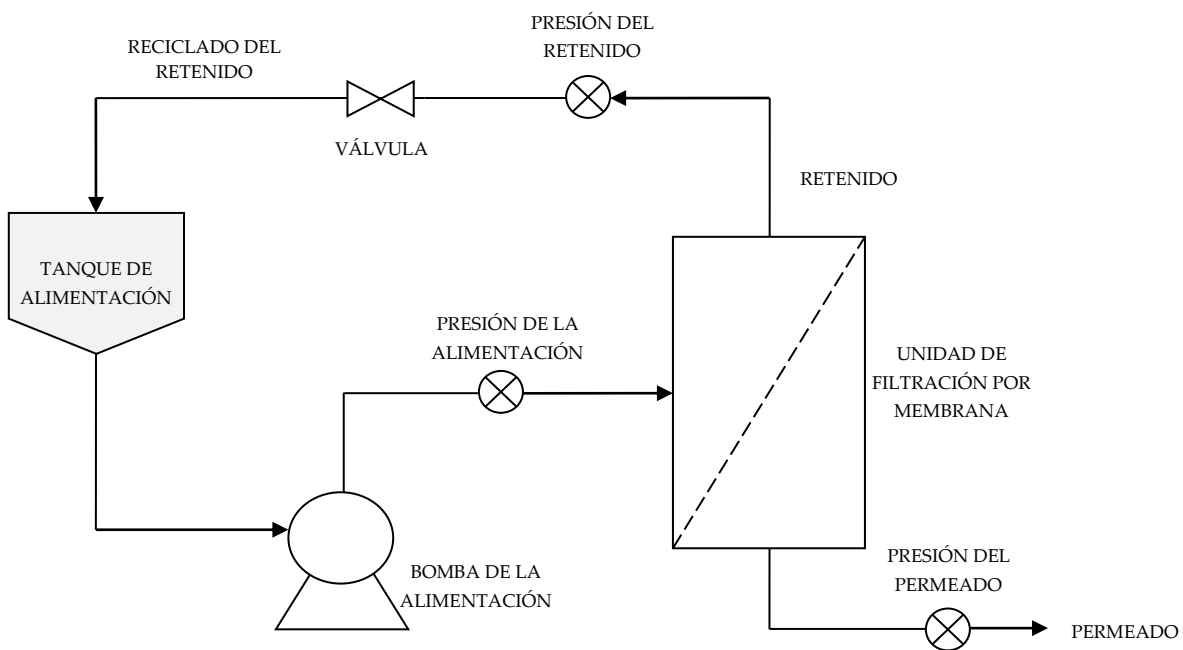 PRESIÓN DEL
RETENIDO
RECICLADO DEL
RETENIDO
VÁLVULA
RETENIDO
TANQUE DE
ALIMENTACIÓN
PRESIÓN DE LA
ALIMENTACIÓN
UNIDAD DE
FILTRACIÓN POR
MEMBRANA
BOMBA DE LA
ALIMENTACIÓN
PRESIÓN DEL
PERMEADO
PERMEADO